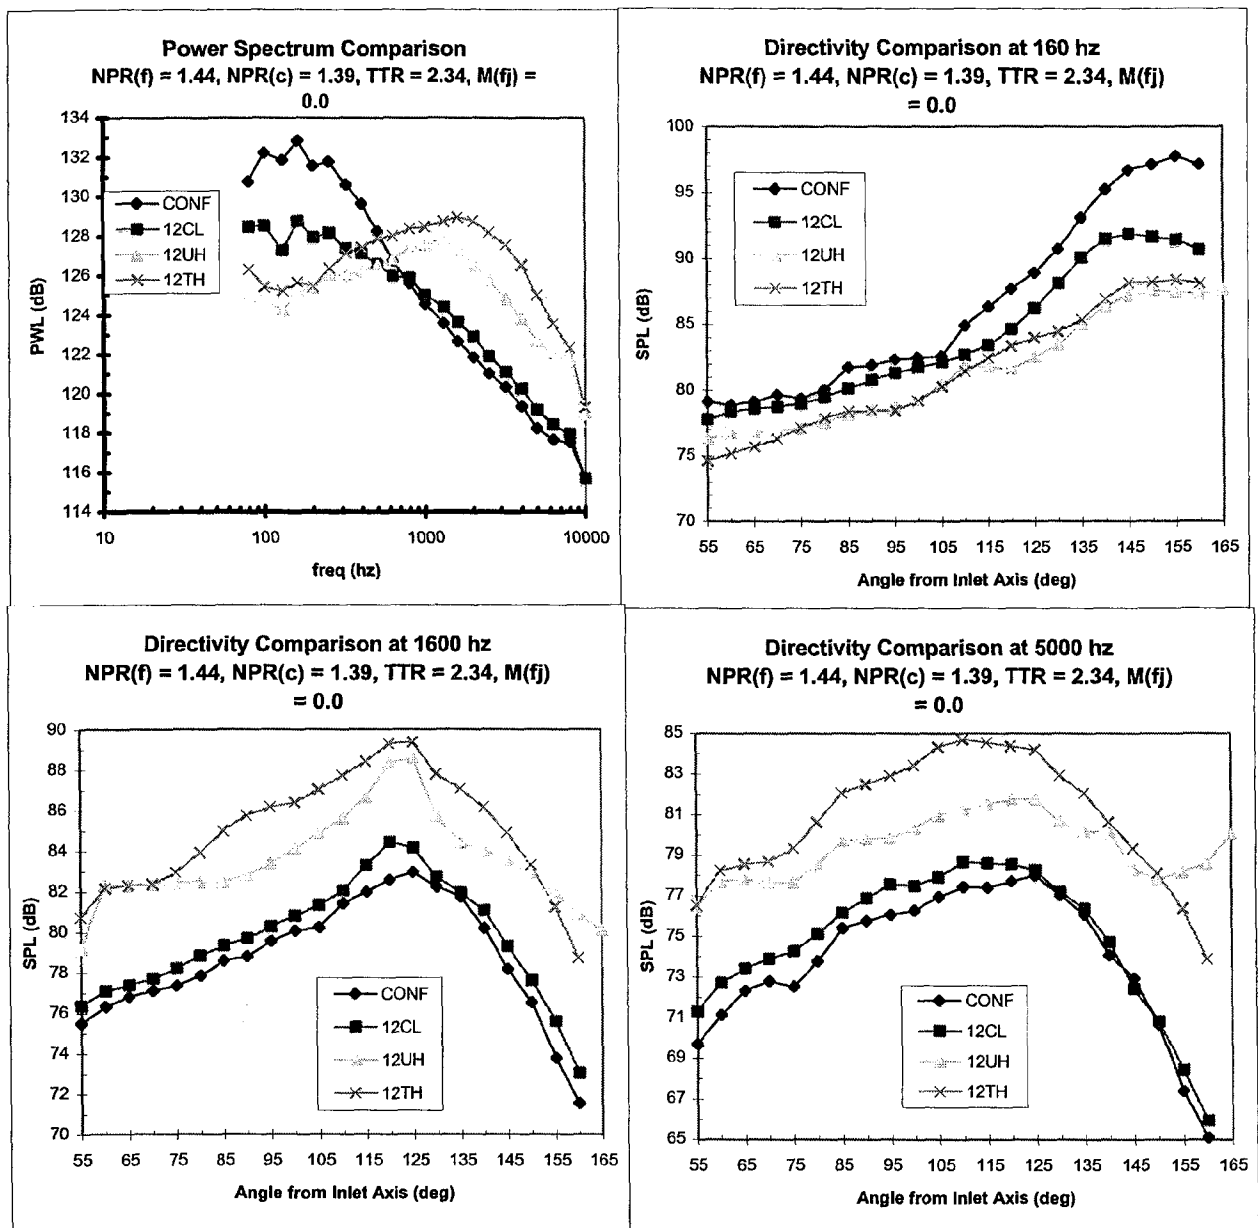 Power Spectrum Comparison
NPR(f) = 1.44, NPR(c) = 1.39, TTR = 2.34, M(fj) =
0.0
134
132
130
128
126
124
122
120
118
116
114
PWL (dB)
CONF
12CL
12UH
12TH
10
100
1000
10000
freq (hz)
Directivity Comparison at 160 hz
NPR(f) = 1.44, NPR(c) = 1.39, TTR = 2.34, M(fj)
= 0.0
100
95
90
85
80
75
70
SPL (dB)
CONF
12CL
12UH
12TH
55 65 75 85 95 105 115 125 135 145 155 165
Angle from Inlet Axis (deg)
Directivity Comparison at 1600 hz
NPR(f) = 1.44, NPR(c) = 1.39, TTR = 2.34, M(fj)
= 0.0
90
88
86
84
82
80
78
76
74
72
70
SPL (dB)
CONF
12CL
12UH
12TH
55 65 75 85 95 105 115 125 135 145 155 165
Angle from Inlet Axis (deg)
Directivity Comparison at 5000 hz
NPR(f) = 1.44, NPR(c) = 1.39, TTR = 2.34, M(fj)
= 0.0
85
83
81
79
77
75
73
71
69
67
65
SPL (dB)
CONF
12CL
12UH
12TH
55 65 75 85 95 105 115 125 135 145 155 165
Angle from Inlet Axis (deg)